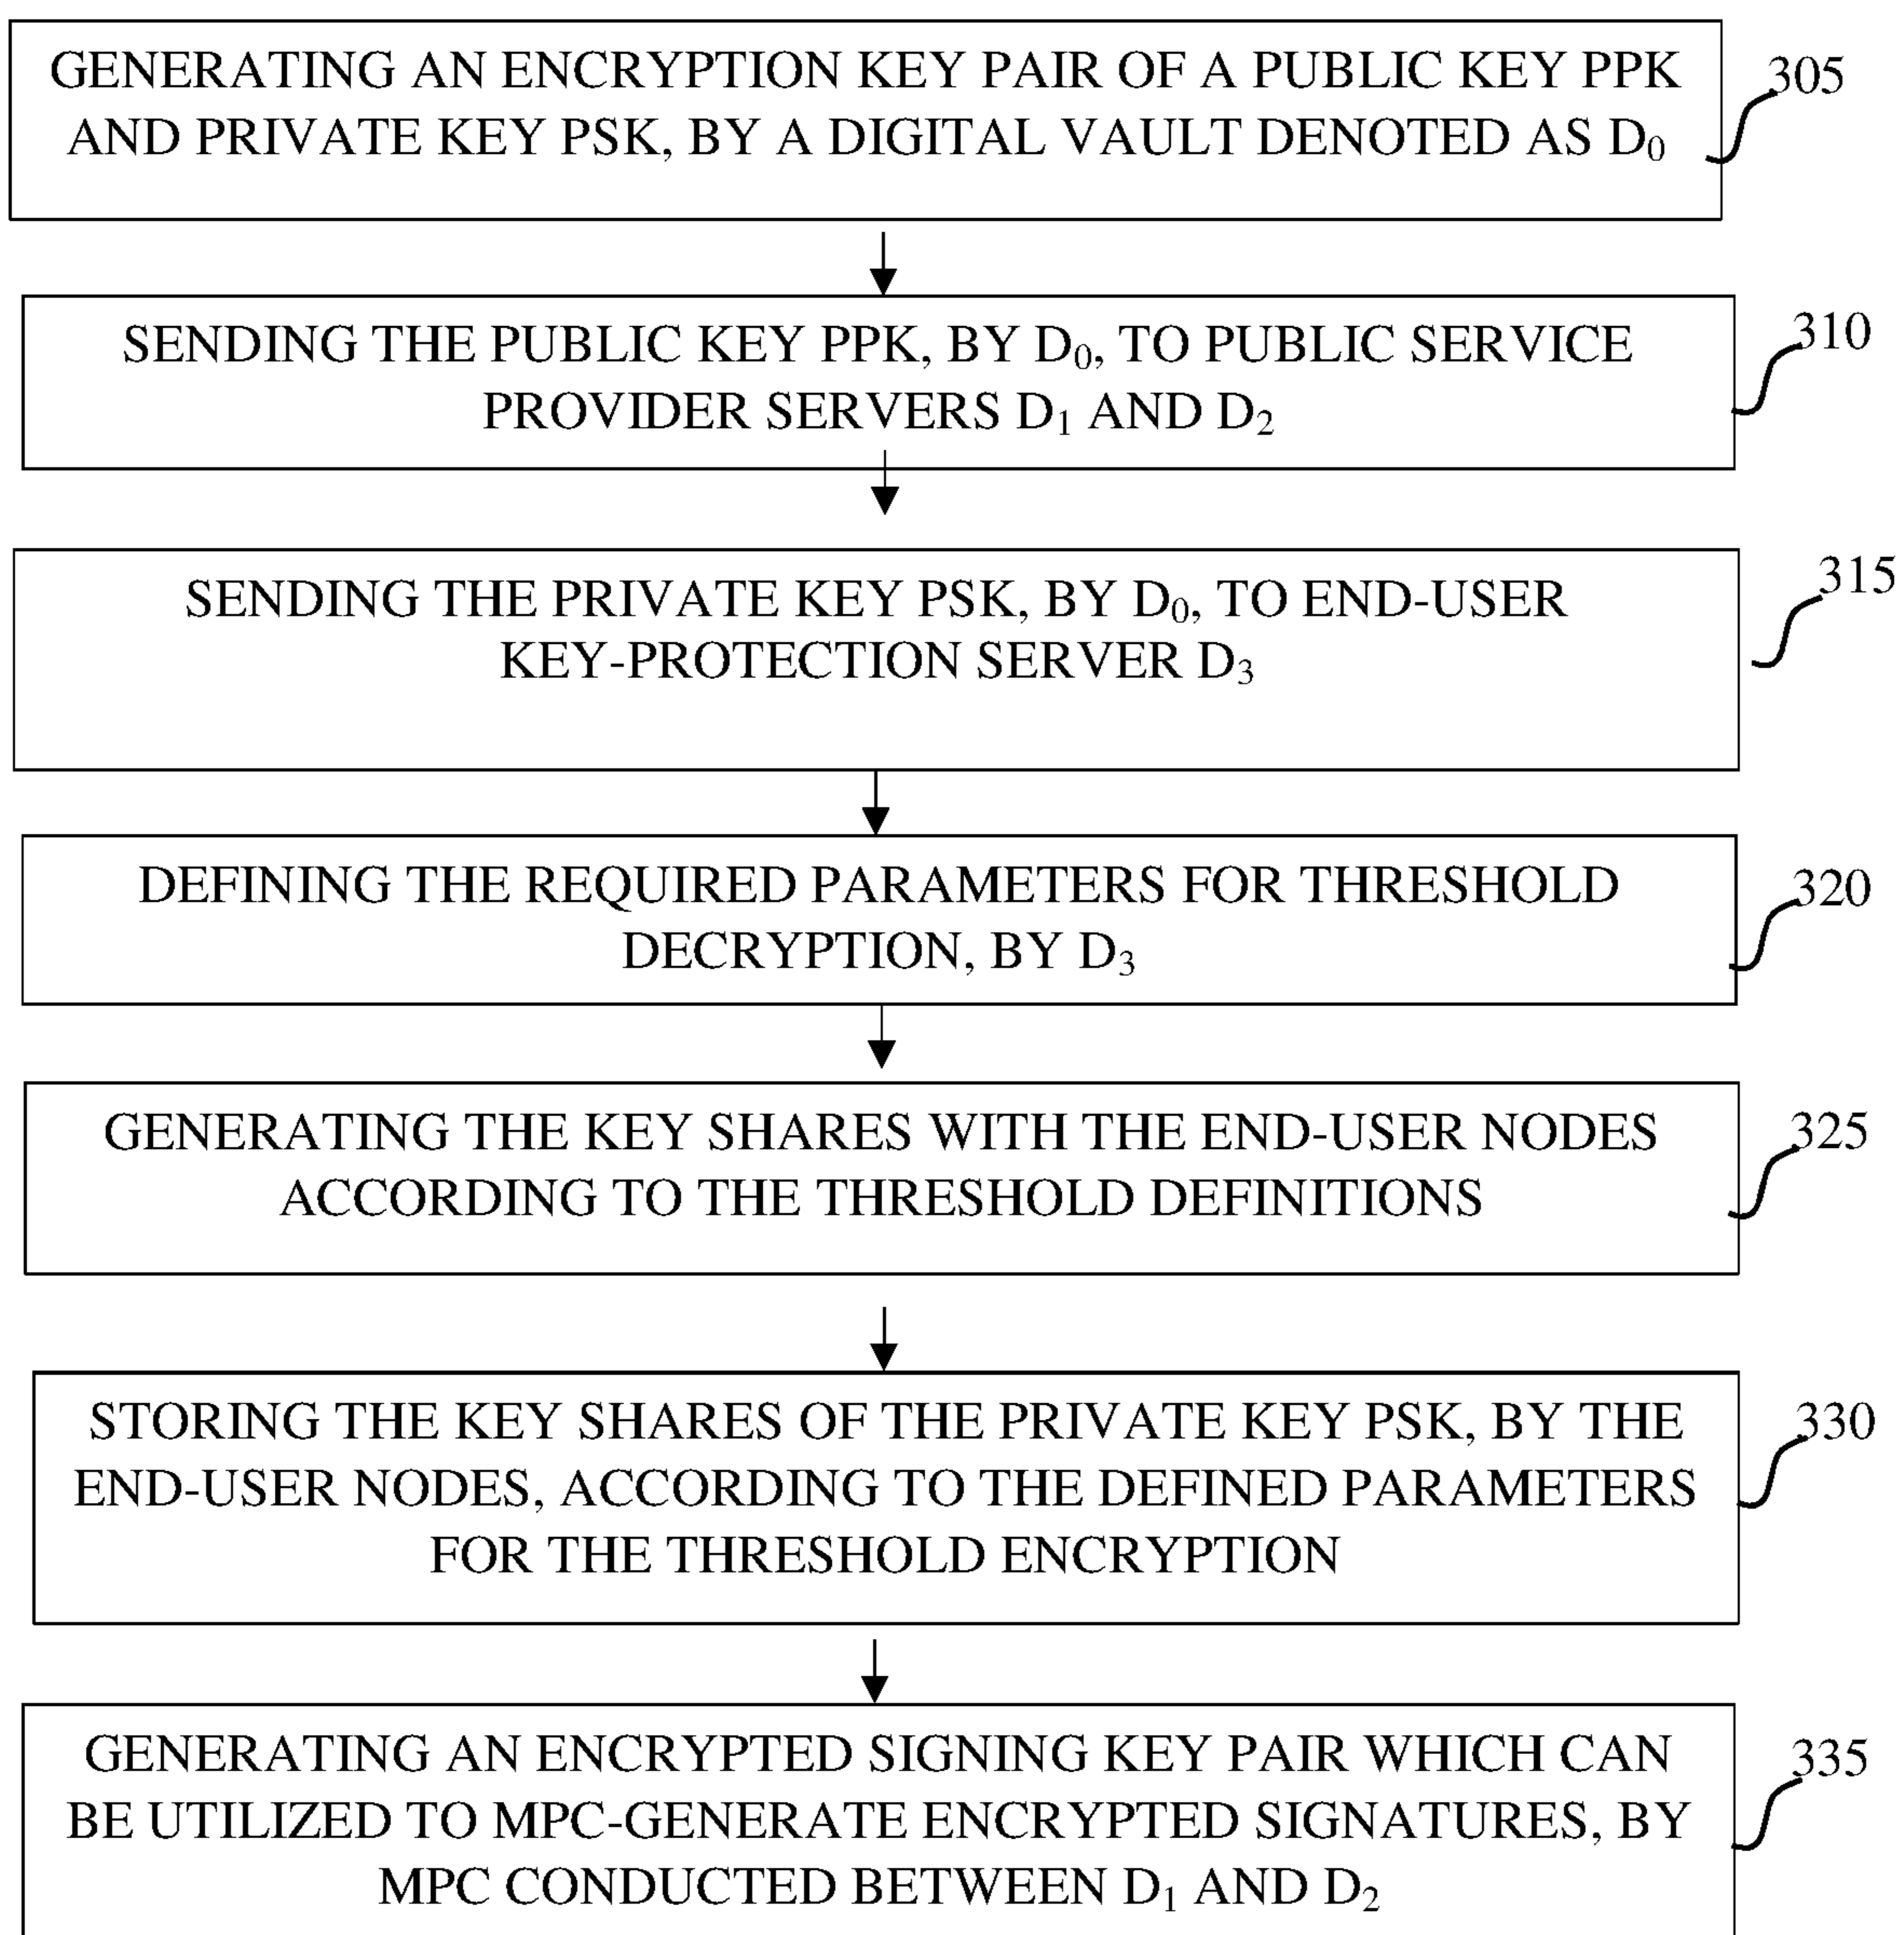 GENERATING AN ENCRYPTION KEY PAIR OF A PUBLIC KEY PPK
AND PRIVATE KEY PSK, BY A DIGITAL VAULT DENOTED AS D₀
305
SENDING THE PUBLIC KEY PPK, BY D₀, TO PUBLIC SERVICE
PROVIDER SERVERS D₁ AND D₂
310
SENDING THE PRIVATE KEY PSK, BY D₀, TO END-USER
KEY-PROTECTION SERVER D₃
315
DEFINING THE REQUIRED PARAMETERS FOR THRESHOLD
DECRYPTION, BY D₃
320
GENERATING THE KEY SHARES WITH THE END-USER NODES
ACCORDING TO THE THRESHOLD DEFINITIONS
325
STORING THE KEY SHARES OF THE PRIVATE KEY PSK, BY THE
END-USER NODES, ACCORDING TO THE DEFINED PARAMETERS
FOR THE THRESHOLD ENCRYPTION
330
GENERATING AN ENCRYPTED SIGNING KEY PAIR WHICH CAN
BE UTILIZED TO MPC-GENERATE ENCRYPTED SIGNATURES, BY
MPC CONDUCTED BETWEEN D₁ AND D₂
335